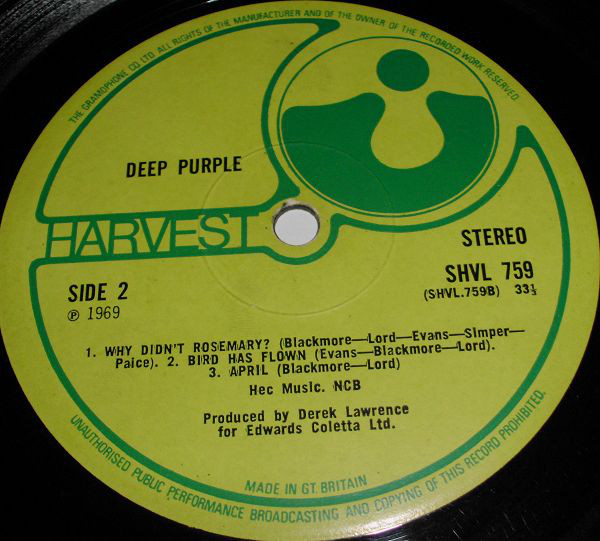 THE GRAMOPHONE CO. LTD. ALL RIGHTS OF THE MANUFACTURER AND OF THE OWNER OF THE RECORDED WORK RESERVED.
DEEP PURPLE
HARVEST
STEREO
SIDE 2
SHVL 759
℗ 1969
(SHVL.759B) 33⅓
1. WHY DIDN'T ROSEMARY? (Blackmore—Lord—Evans—Simper—
Paice). 2. BIRD HAS FLOWN (Evans—Blackmore—Lord).
3. APRIL (Blackmore—Lord)
Hec Music. NCB
Produced by Derek Lawrence
for Edwards Coletta Ltd.
MADE IN GT. BRITAIN
UNAUTHORISED PUBLIC PERFORMANCE BROADCASTING AND COPYING OF THIS RECORD PROHIBITED.